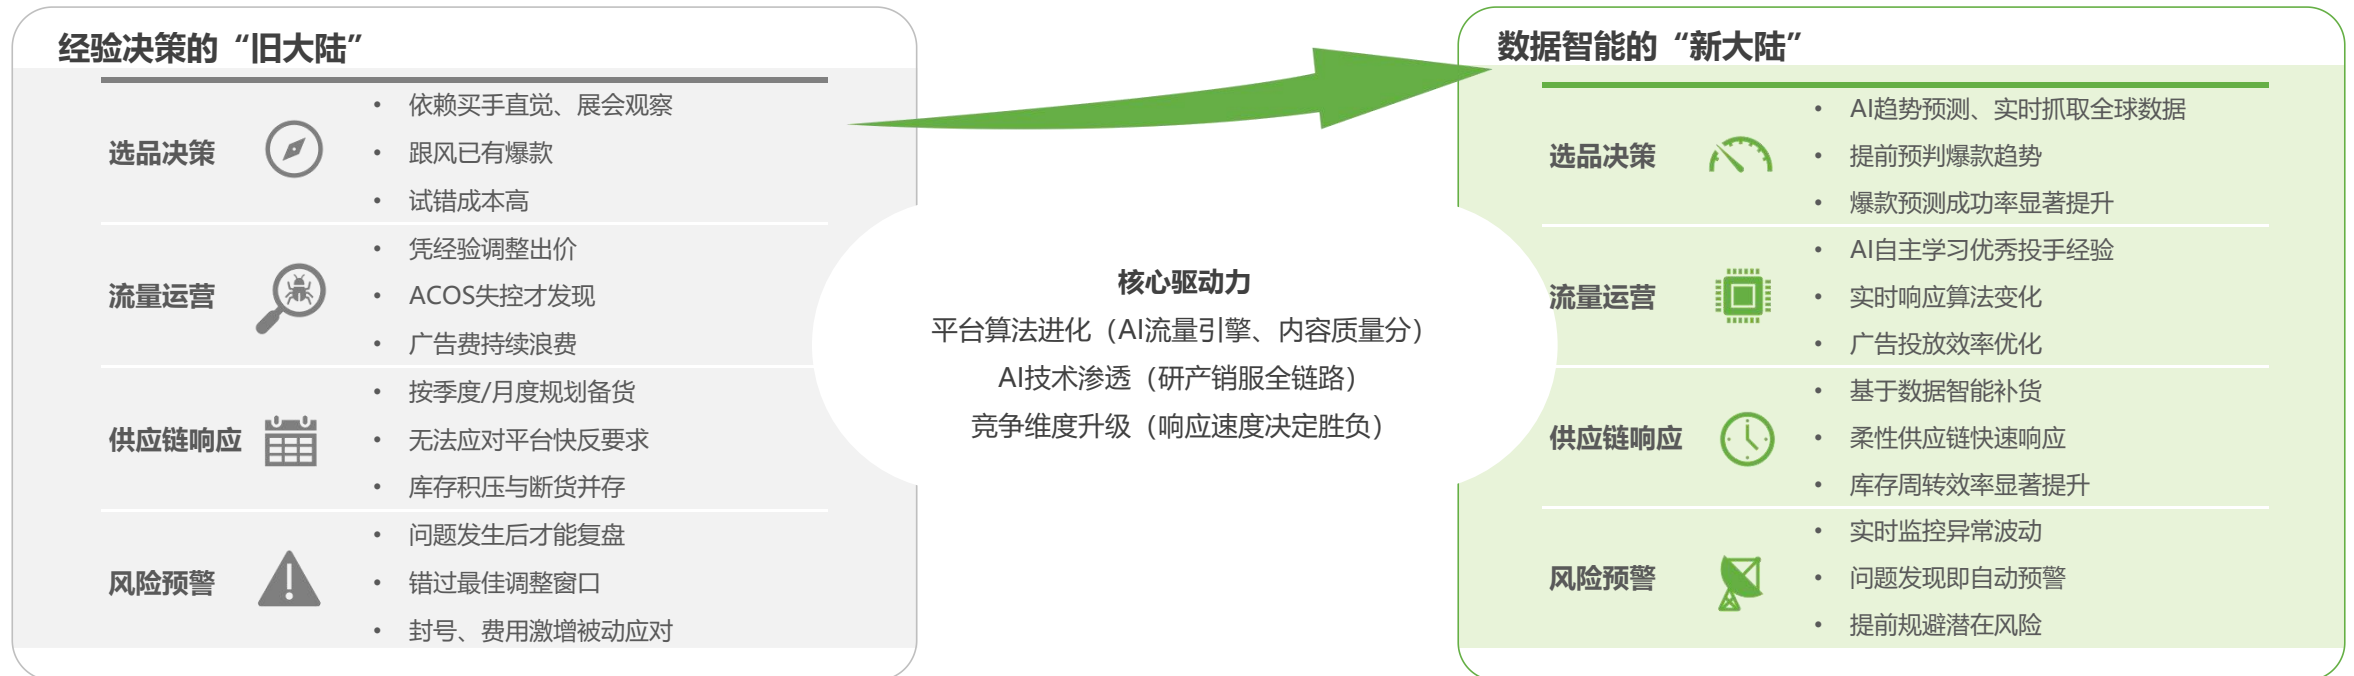 经验决策的“旧大陆”
选品决策
• 依赖买手直觉、展会观察
• 跟风已有爆款
• 试错成本高
流量运营
• 凭经验调整出价
• ACOS失控才发现
• 广告费持续浪费
供应链响应
• 按季度/月度规划备货
• 无法应对平台快反要求
• 库存积压与断货并存
风险预警
• 问题发生后才能复盘
• 错过最佳调整窗口
• 封号、费用激增被动应对
核心驱动力
平台算法进化（AI流量引擎、内容质量分）
AI技术渗透（研产销服全链路）
竞争维度升级（响应速度决定胜负）
数据智能的“新大陆”
选品决策
• AI趋势预测、实时抓取全球数据
• 提前预判爆款趋势
• 爆款预测成功率显著提升
流量运营
• AI自主学习优秀投手经验
• 实时响应算法变化
• 广告投放效率优化
供应链响应
• 基于数据智能补货
• 柔性供应链快速响应
• 库存周转效率显著提升
风险预警
• 实时监控异常波动
• 问题发现即自动预警
• 提前规避潜在风险